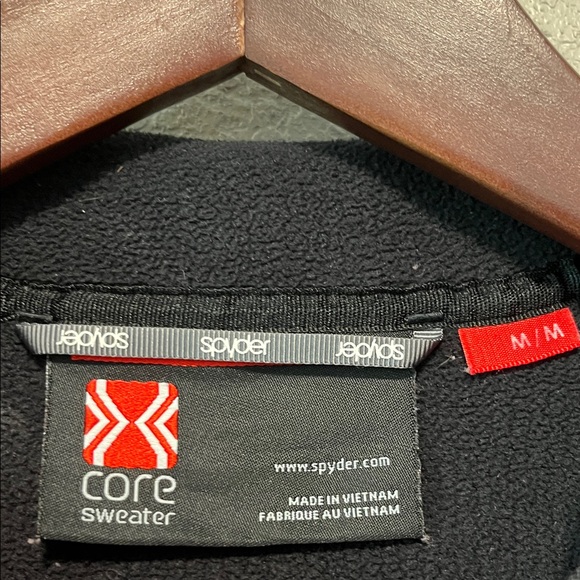 spyder spyder spyder
M/M
www.spyder.com
core
sweater
MADE IN VIETNAM
FABRIQUE AU VIETNAM